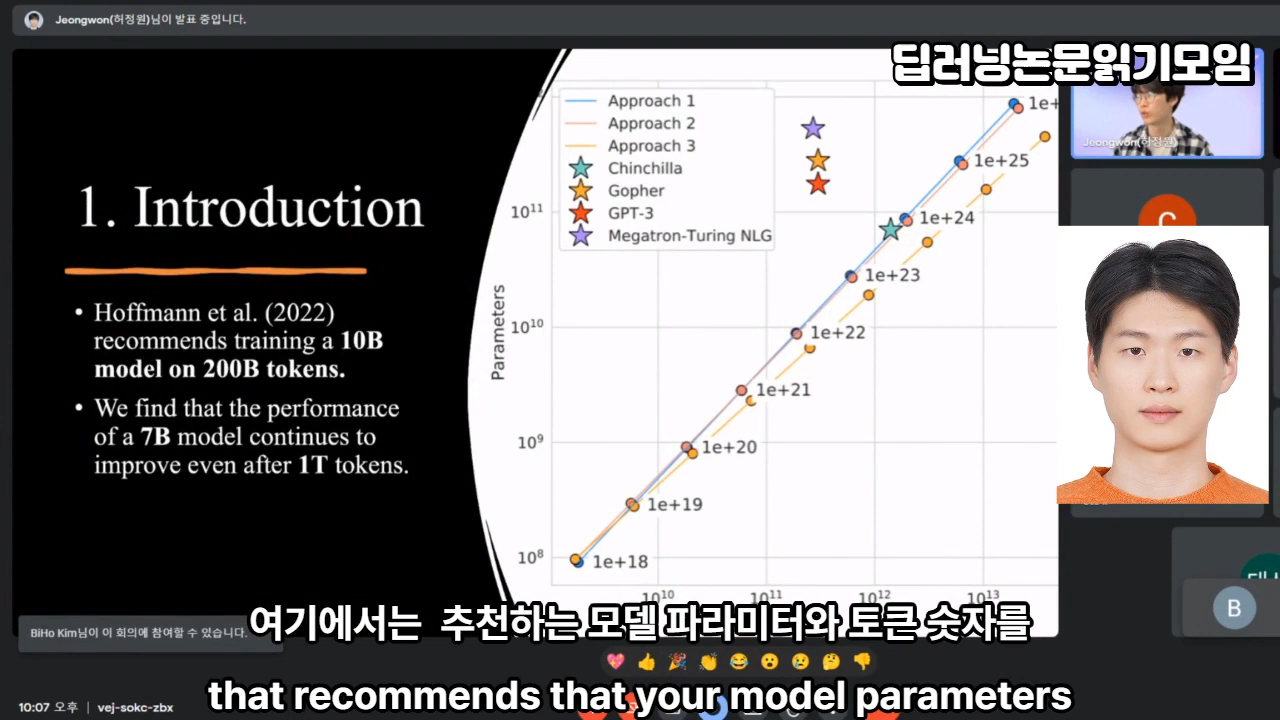 Jeongwon(허정원)님이 발표 중입니다.
딥러닝논문읽기모임
Jeongwon(허정원)
1. Introduction
• Hoffmann et al. (2022)
recommends training a 10B
model on 200B tokens.
• We find that the performance
of a 7B model continues to
improve even after 1T tokens.
Approach 1
Approach 2
Approach 3
Chinchilla
Gopher
GPT-3
Megatron-Turing NLG
Parameters
10¹¹
10¹⁰
10⁹
10⁸
1e+
1e+25
1e+24
1e+23
1e+22
1e+21
1e+20
1e+19
1e+18
10¹⁰
10¹¹
10¹²
10¹³
C
B
BiHo Kim님이 이 회의에 참여할 수 있습니다.
여기에서는 추천하는 모델 파라미터와 토큰 숫자를
that recommends that your model parameters
10:07 오후 | vej-sokc-zbx